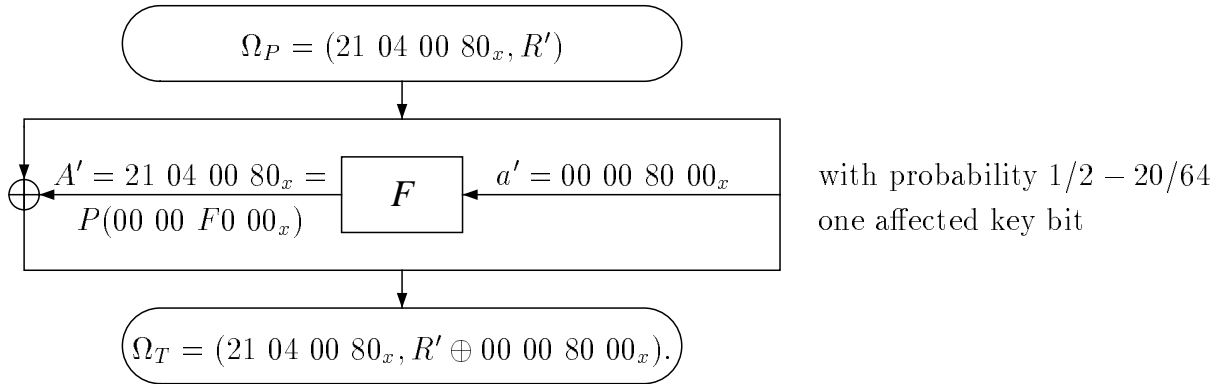 Ω_P = (21 04 00 80_x, R′)
A′ = 21 04 00 80_x =
P(00 00 F0 00_x)
F
a′ = 00 00 80 00_x
with probability 1/2 − 20/64
one affected key bit
Ω_T = (21 04 00 80_x, R′ ⊕ 00 00 80 00_x).